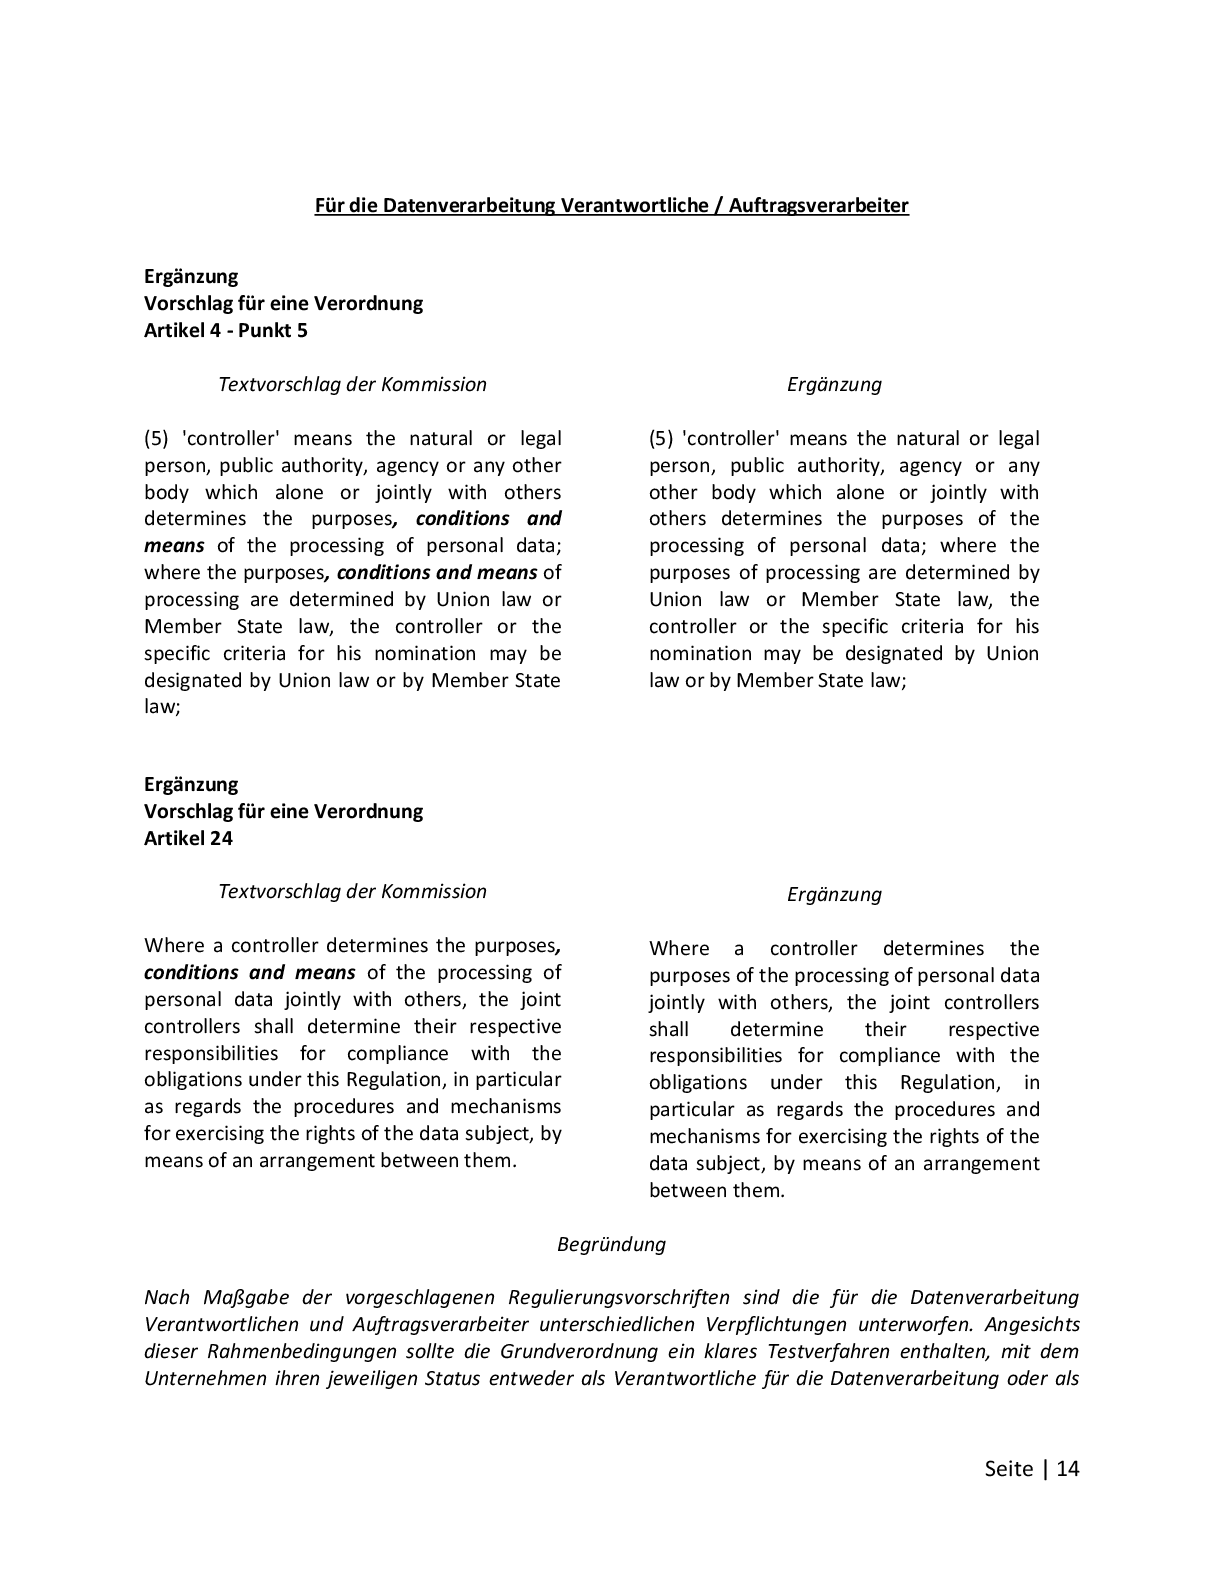 Für die Datenverarbeitung Verantwortliche / Auftragsverarbeiter
Ergänzung
Vorschlag für eine Verordnung
Artikel 4 - Punkt 5
Textvorschlag der Kommission
(5) 'controller' means the natural or legal
person, public authority, agency or any other
body which alone or jointly with others
determines the purposes, conditions and
means of the processing of personal data;
where the purposes, conditions and means of
processing are determined by Union law or
Member State law, the controller or the
specific criteria for his nomination may be
designated by Union law or by Member State
law;
Ergänzung
(5) 'controller' means the natural or legal
person, public authority, agency or any
other body which alone or jointly with
others determines the purposes of the
processing of personal data; where the
purposes of processing are determined by
Union law or Member State law, the
controller or the specific criteria for his
nomination may be designated by Union
law or by Member State law;
Ergänzung
Vorschlag für eine Verordnung
Artikel 24
Textvorschlag der Kommission
Where a controller determines the purposes,
conditions and means of the processing of
personal data jointly with others, the joint
controllers shall determine their respective
responsibilities for compliance with the
obligations under this Regulation, in particular
as regards the procedures and mechanisms
for exercising the rights of the data subject, by
means of an arrangement between them.
Ergänzung
Where a controller determines the
purposes of the processing of personal data
jointly with others, the joint controllers
shall determine their respective
responsibilities for compliance with the
obligations under this Regulation, in
particular as regards the procedures and
mechanisms for exercising the rights of the
data subject, by means of an arrangement
between them.
Begründung
Nach Maßgabe der vorgeschlagenen Regulierungsvorschriften sind die für die Datenverarbeitung
Verantwortlichen und Auftragsverarbeiter unterschiedlichen Verpflichtungen unterworfen. Angesichts
dieser Rahmenbedingungen sollte die Grundverordnung ein klares Testverfahren enthalten, mit dem
Unternehmen ihren jeweiligen Status entweder als Verantwortliche für die Datenverarbeitung oder als
Seite | 14